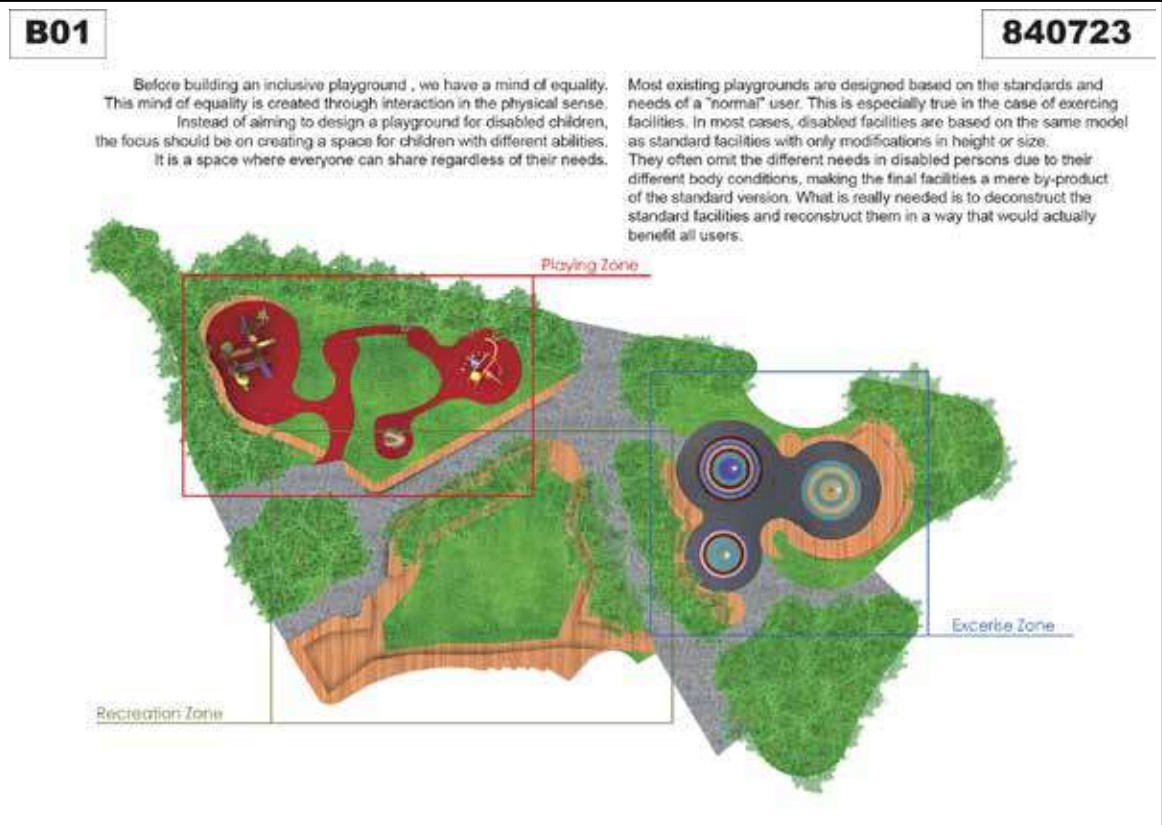 B01
840723
Before building an inclusive playground , we have a mind of equality.
This mind of equality is created through interaction in the physical sense.
Instead of aiming to design a playground for disabled children,
the focus should be on creating a space for children with different abilities.
It is a space where everyone can share regardless of their needs.
Most existing playgrounds are designed based on the standards and
needs of a "normal" user. This is especially true in the case of exercing
facilities. In most cases, disabled facilities are based on the same model
as standard facilities with only modifications in height or size.
They often omit the different needs in disabled persons due to their
different body conditions, making the final facilities a mere by-product
of the standard version. What is really needed is to deconstruct the
standard facilities and reconstruct them in a way that would actually
benefit all users.
Playing Zone
Excerise Zone
Recreation Zone